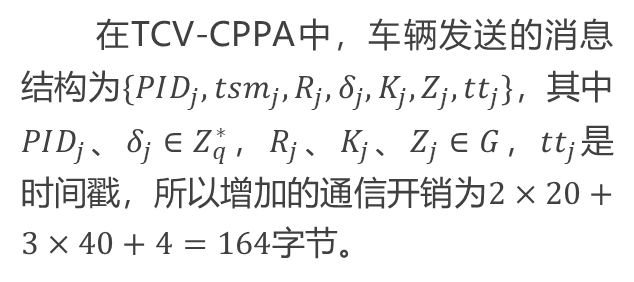 在TCV-CPPA中，车辆发送的消息
结构为{PIDⱼ, tsmⱼ, Rⱼ, δⱼ, Kⱼ, Zⱼ, ttⱼ}，其中
PIDⱼ、δⱼ ∈ Z_q^*，Rⱼ、Kⱼ、Zⱼ ∈ G，ttⱼ是
时间戳，所以增加的通信开销为2 × 20 +
3 × 40 + 4 = 164字节。